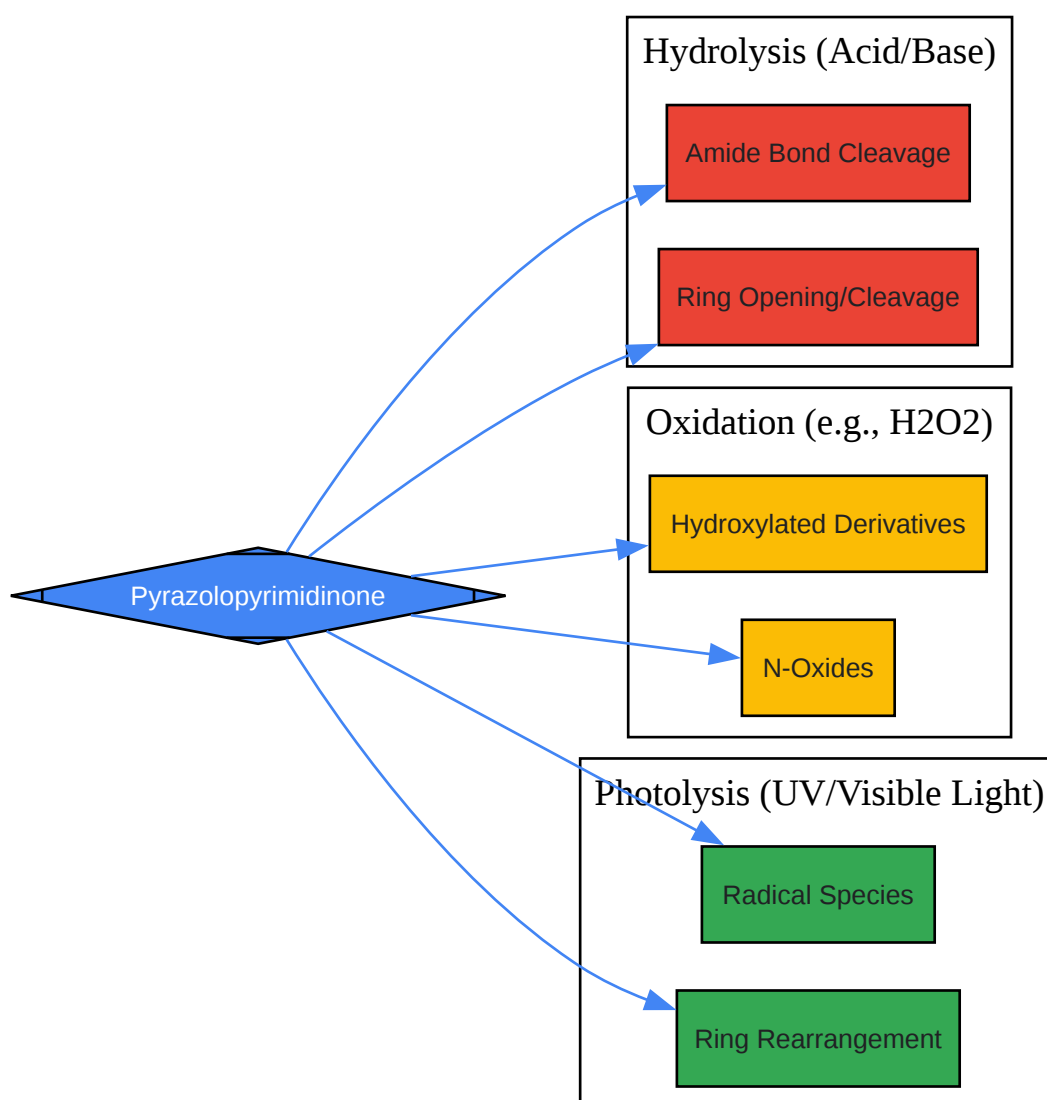 Hydrolysis (Acid/Base)
Amide Bond Cleavage
Ring Opening/Cleavage
Oxidation (e.g., H2O2)
Hydroxylated Derivatives
Pyrazolopyrimidinone
N-Oxides
Photolysis (UV/Visible Light)
Radical Species
Ring Rearrangement